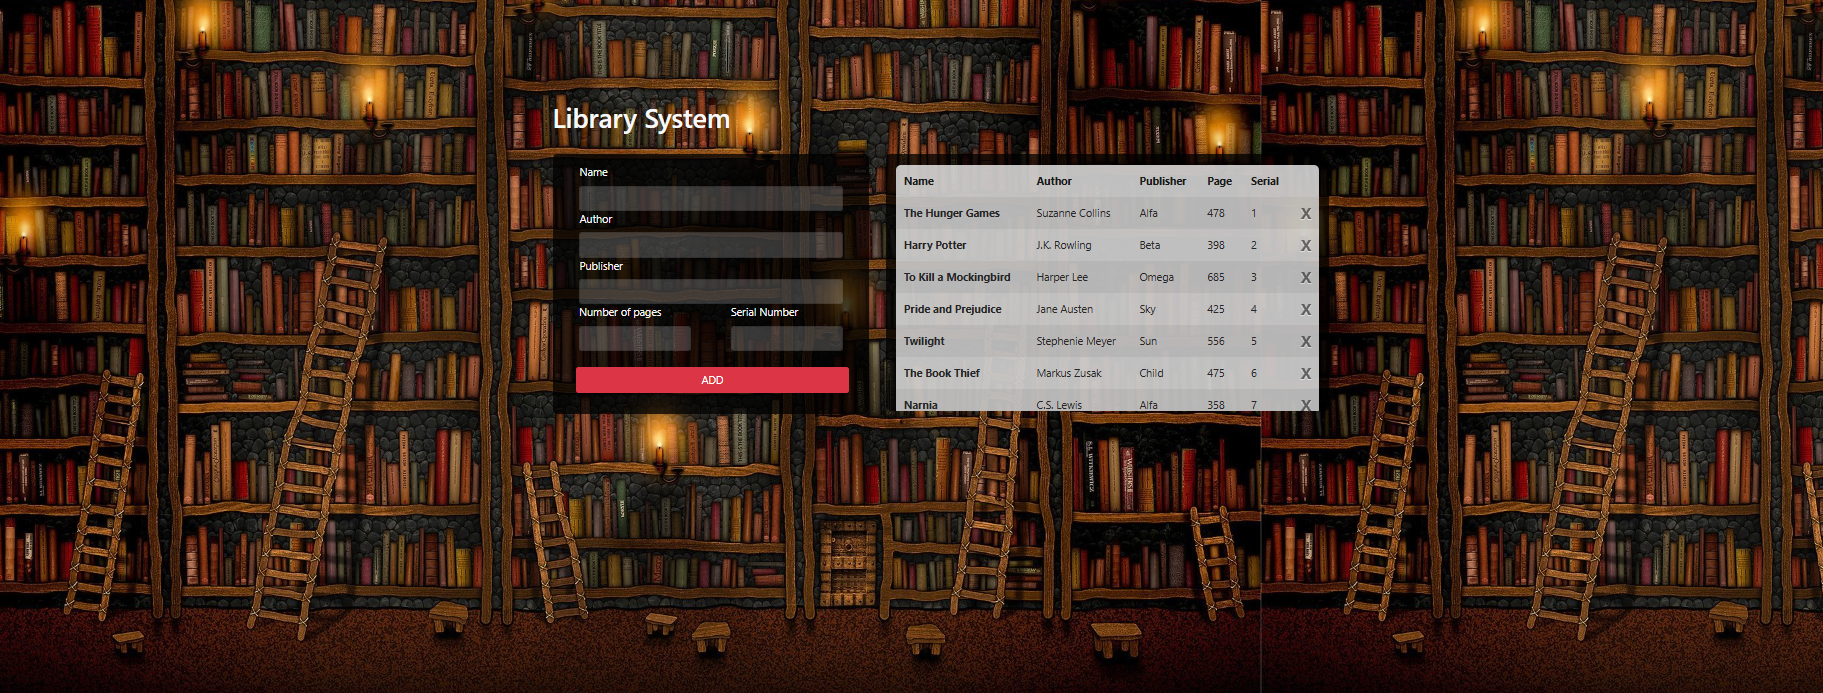 Library System
Name
Author
Publisher
Number of pages Serial Number
ADD
Name Author Publisher Page Serial
The Hunger Games Suzanne Collins Alfa 478 1 X
Harry Potter J.K. Rowling Beta 398 2 X
To Kill a Mockingbird Harper Lee Omega 685 3 X
Pride and Prejudice Jane Austen Sky 425 4 X
Twilight Stephenie Meyer Sun 556 5 X
The Book Thief Markus Zusak Child 475 6 X
Narnia C.S. Lewis Alfa 358 7 X